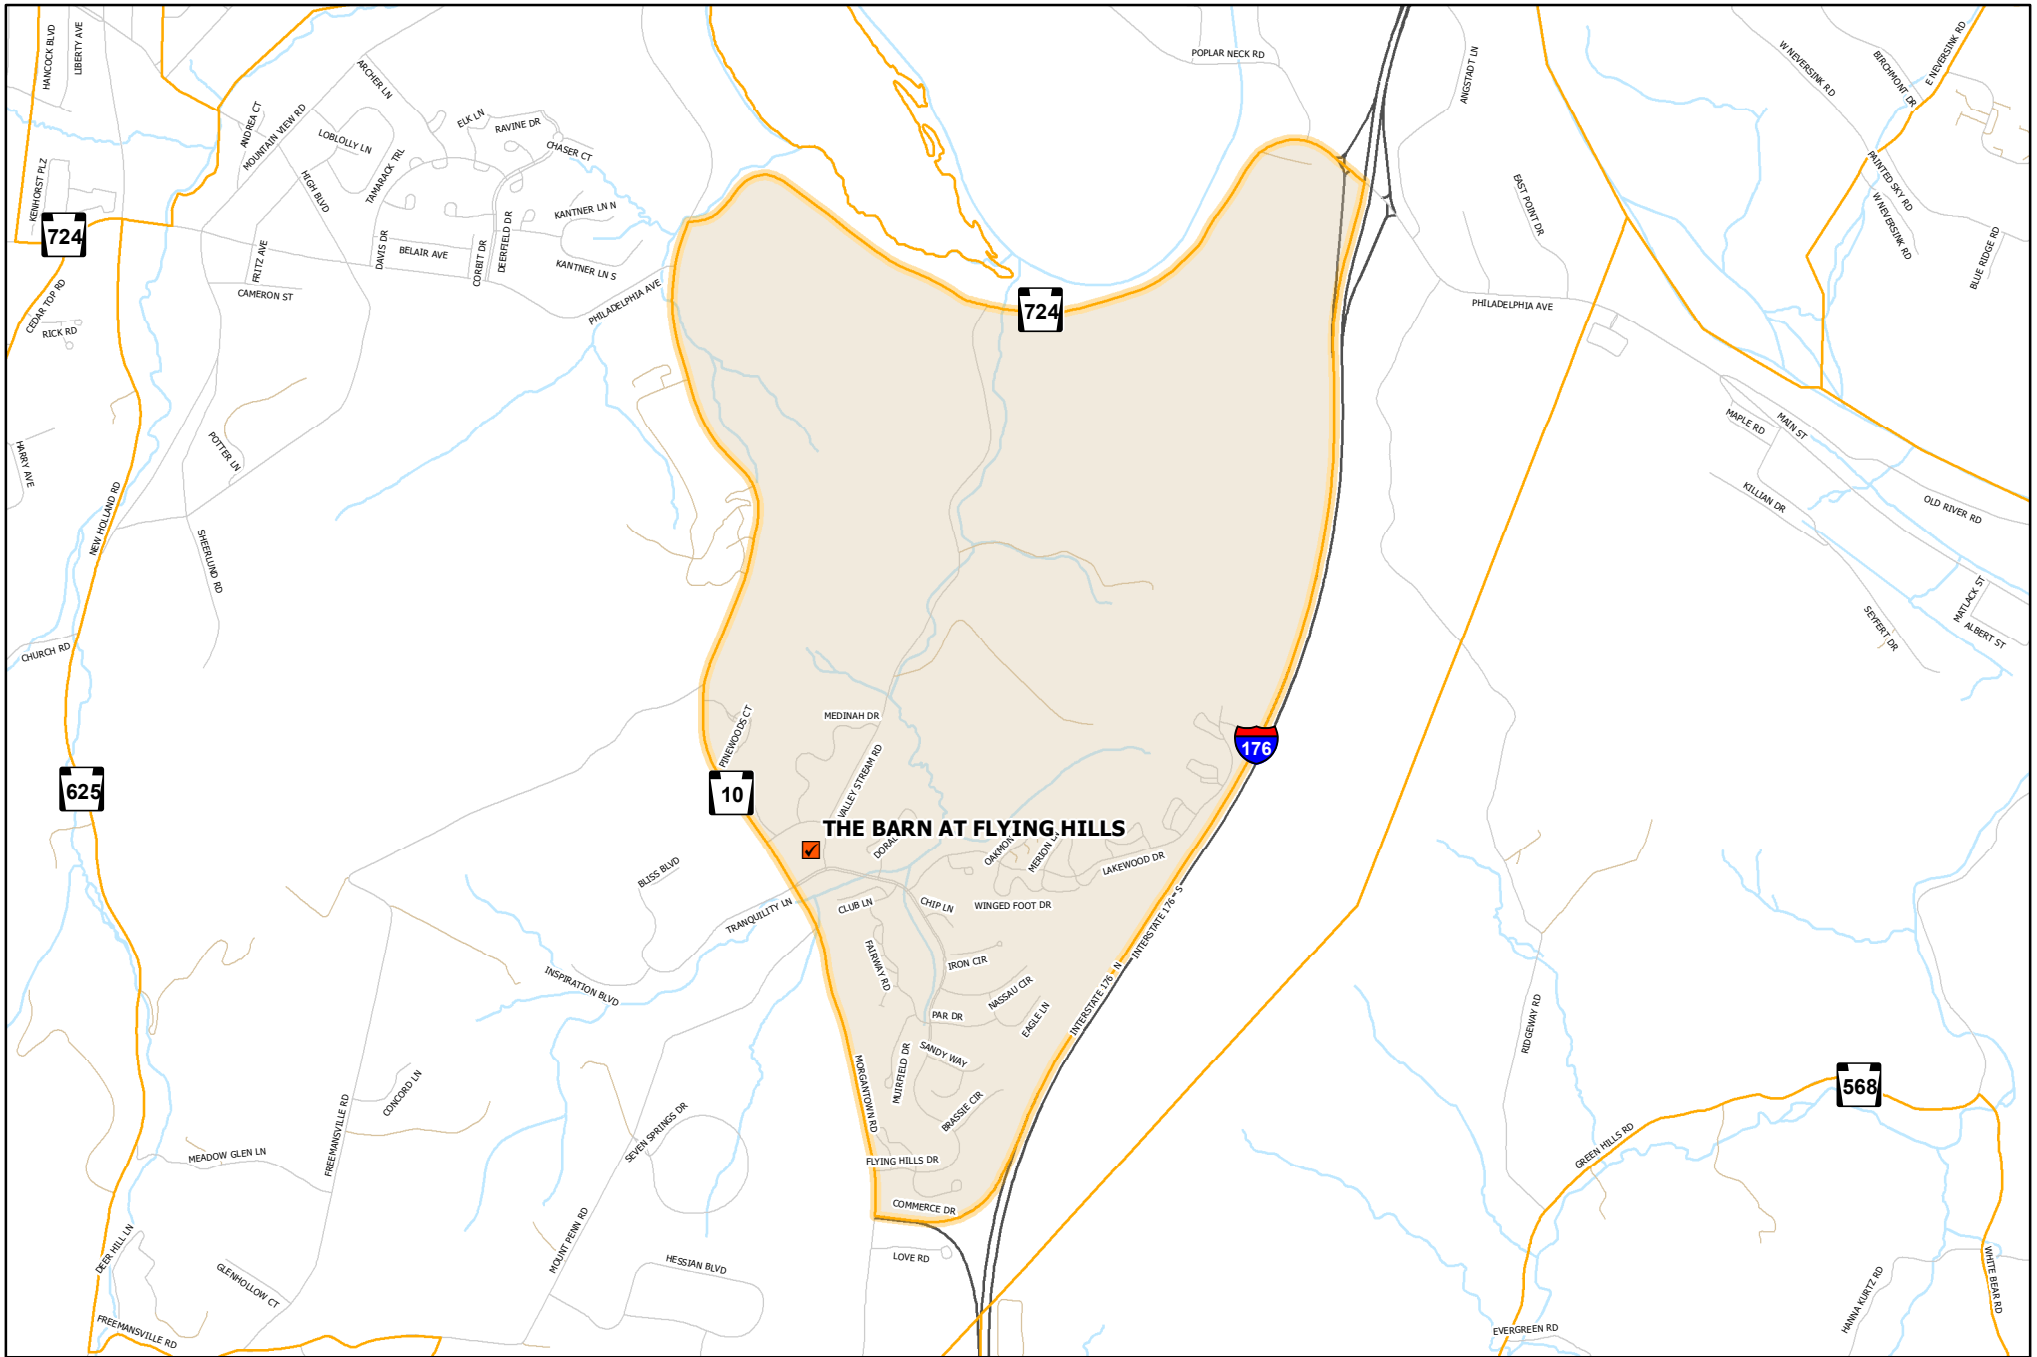 HANCOCK BLVD
LIBERTY AVE
ARCHER LN
POPLAR NECK RD
ANGSTADT LN
W NEVERSINK RD
BIRCHMONT DR
E NEVERSINK RD
ANDREA CT
MOUNTAIN VIEW RD
LOBLOLLY LN
ELK LN
RAVINE DR
CHASER CT
TAMARACK TRL
HIGH BLVD
KENHORST PLZ
PAINTED SKY RD
W NEVERSINK RD
EAST POINT DR
BLUE RIDGE RD
724
FRITZ AVE
DAVIS DR
BELAIR AVE
CORBIT DR
DEERFIELD DR
KANTNER LN N
KANTNER LN S
CAMERON ST
PHILADELPHIA AVE
724
PHILADELPHIA AVE
CEDAR TOP RD
RICK RD
MAPLE RD
MAIN ST
HARRY AVE
POTTER LN
KILLIAN DR
OLD RIVER RD
NEW HOLLAND RD
SHEERLUND RD
MATLACK ST
SEYFERT DR
ALBERT ST
CHURCH RD
PINEWOODS CT
MEDINAH DR
176
625
10
VALLEY STREAM RD
THE BARN AT FLYING HILLS
MERION LN
LAKEWOOD DR
BLISS BLVD
TRANQUILITY LN
CLUB LN
CHIP LN
WINGED FOOT DR
INTERSTATE 176 S
FAIRWAY RD
IRON CIR
INSPIRATION BLVD
NASSAU CIR
INTERSTATE 176 N
EAGLE LN
PAR DR
RIDGEWAY RD
SANDY WAY
MUIRFIELD DR
MORGANTOWN RD
568
CONCORD LN
BRASSIE CIR
FREEMANSVILLE RD
SEVEN SPRINGS DR
GREEN HILLS RD
MEADOW GLEN LN
FLYING HILLS DR
COMMERCE DR
DEER HILL LN
MOUNT PENN RD
LOVE RD
HESSIAN BLVD
GLENHOLLOW CT
WHITE BEAR RD
HANNA KURTZ RD
FREEMANSVILLE RD
EVERGREEN RD